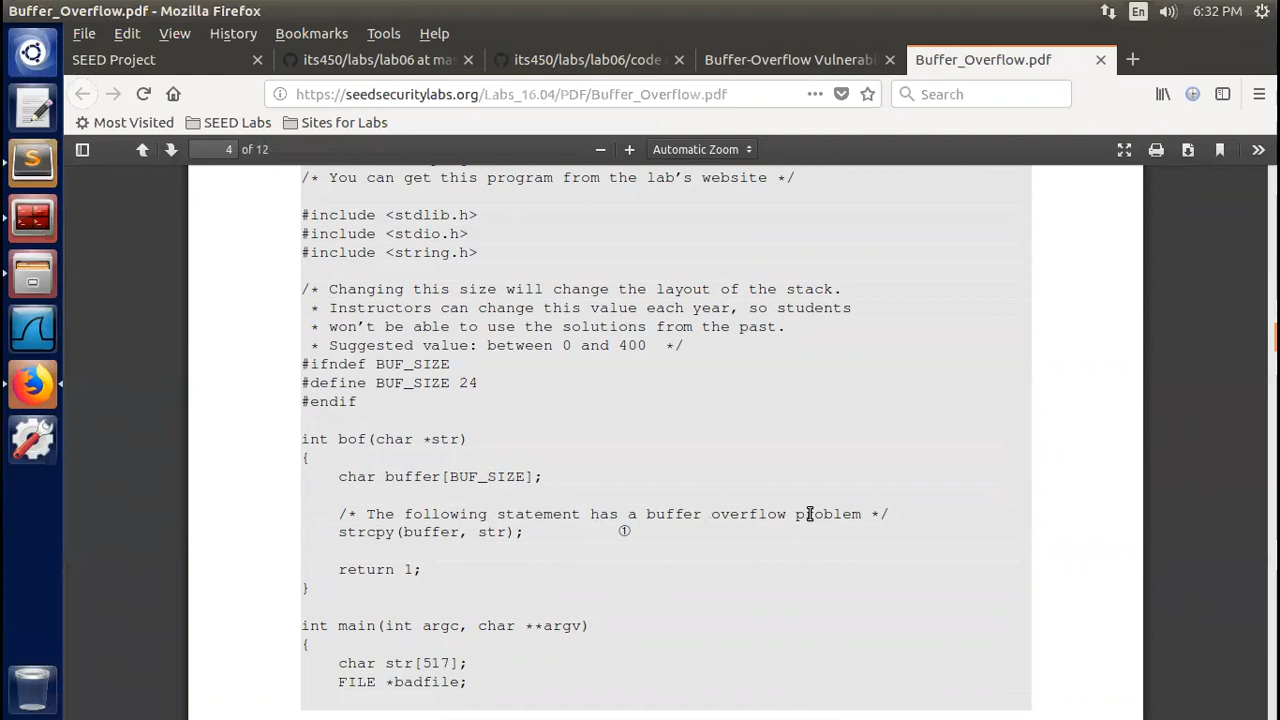 Buffer_Overflow.pdf - Mozilla Firefox
En
6:32 PM
File Edit View History Bookmarks Tools Help
SEED Project
its450/labs/lab06 at mas
its450/labs/lab06/code
Buffer-Overflow Vulnerabi
Buffer_Overflow.pdf
https://seedsecuritylabs.org/Labs_16.04/PDF/Buffer_Overflow.pdf
Search
Most Visited
SEED Labs
Sites for Labs
4 of 12
Automatic Zoom
/* You can get this program from the lab's website */
#include <stdlib.h>
#include <stdio.h>
#include <string.h>
/* Changing this size will change the layout of the stack.
* Instructors can change this value each year, so students
* won't be able to use the solutions from the past.
* Suggested value: between 0 and 400 */
#ifndef BUF_SIZE
#define BUF_SIZE 24
#endif
int bof(char *str)
{
char buffer[BUF_SIZE];
/* The following statement has a buffer overflow problem */
strcpy(buffer, str); ①
return 1;
}
int main(int argc, char **argv)
{
char str[517];
FILE *badfile;